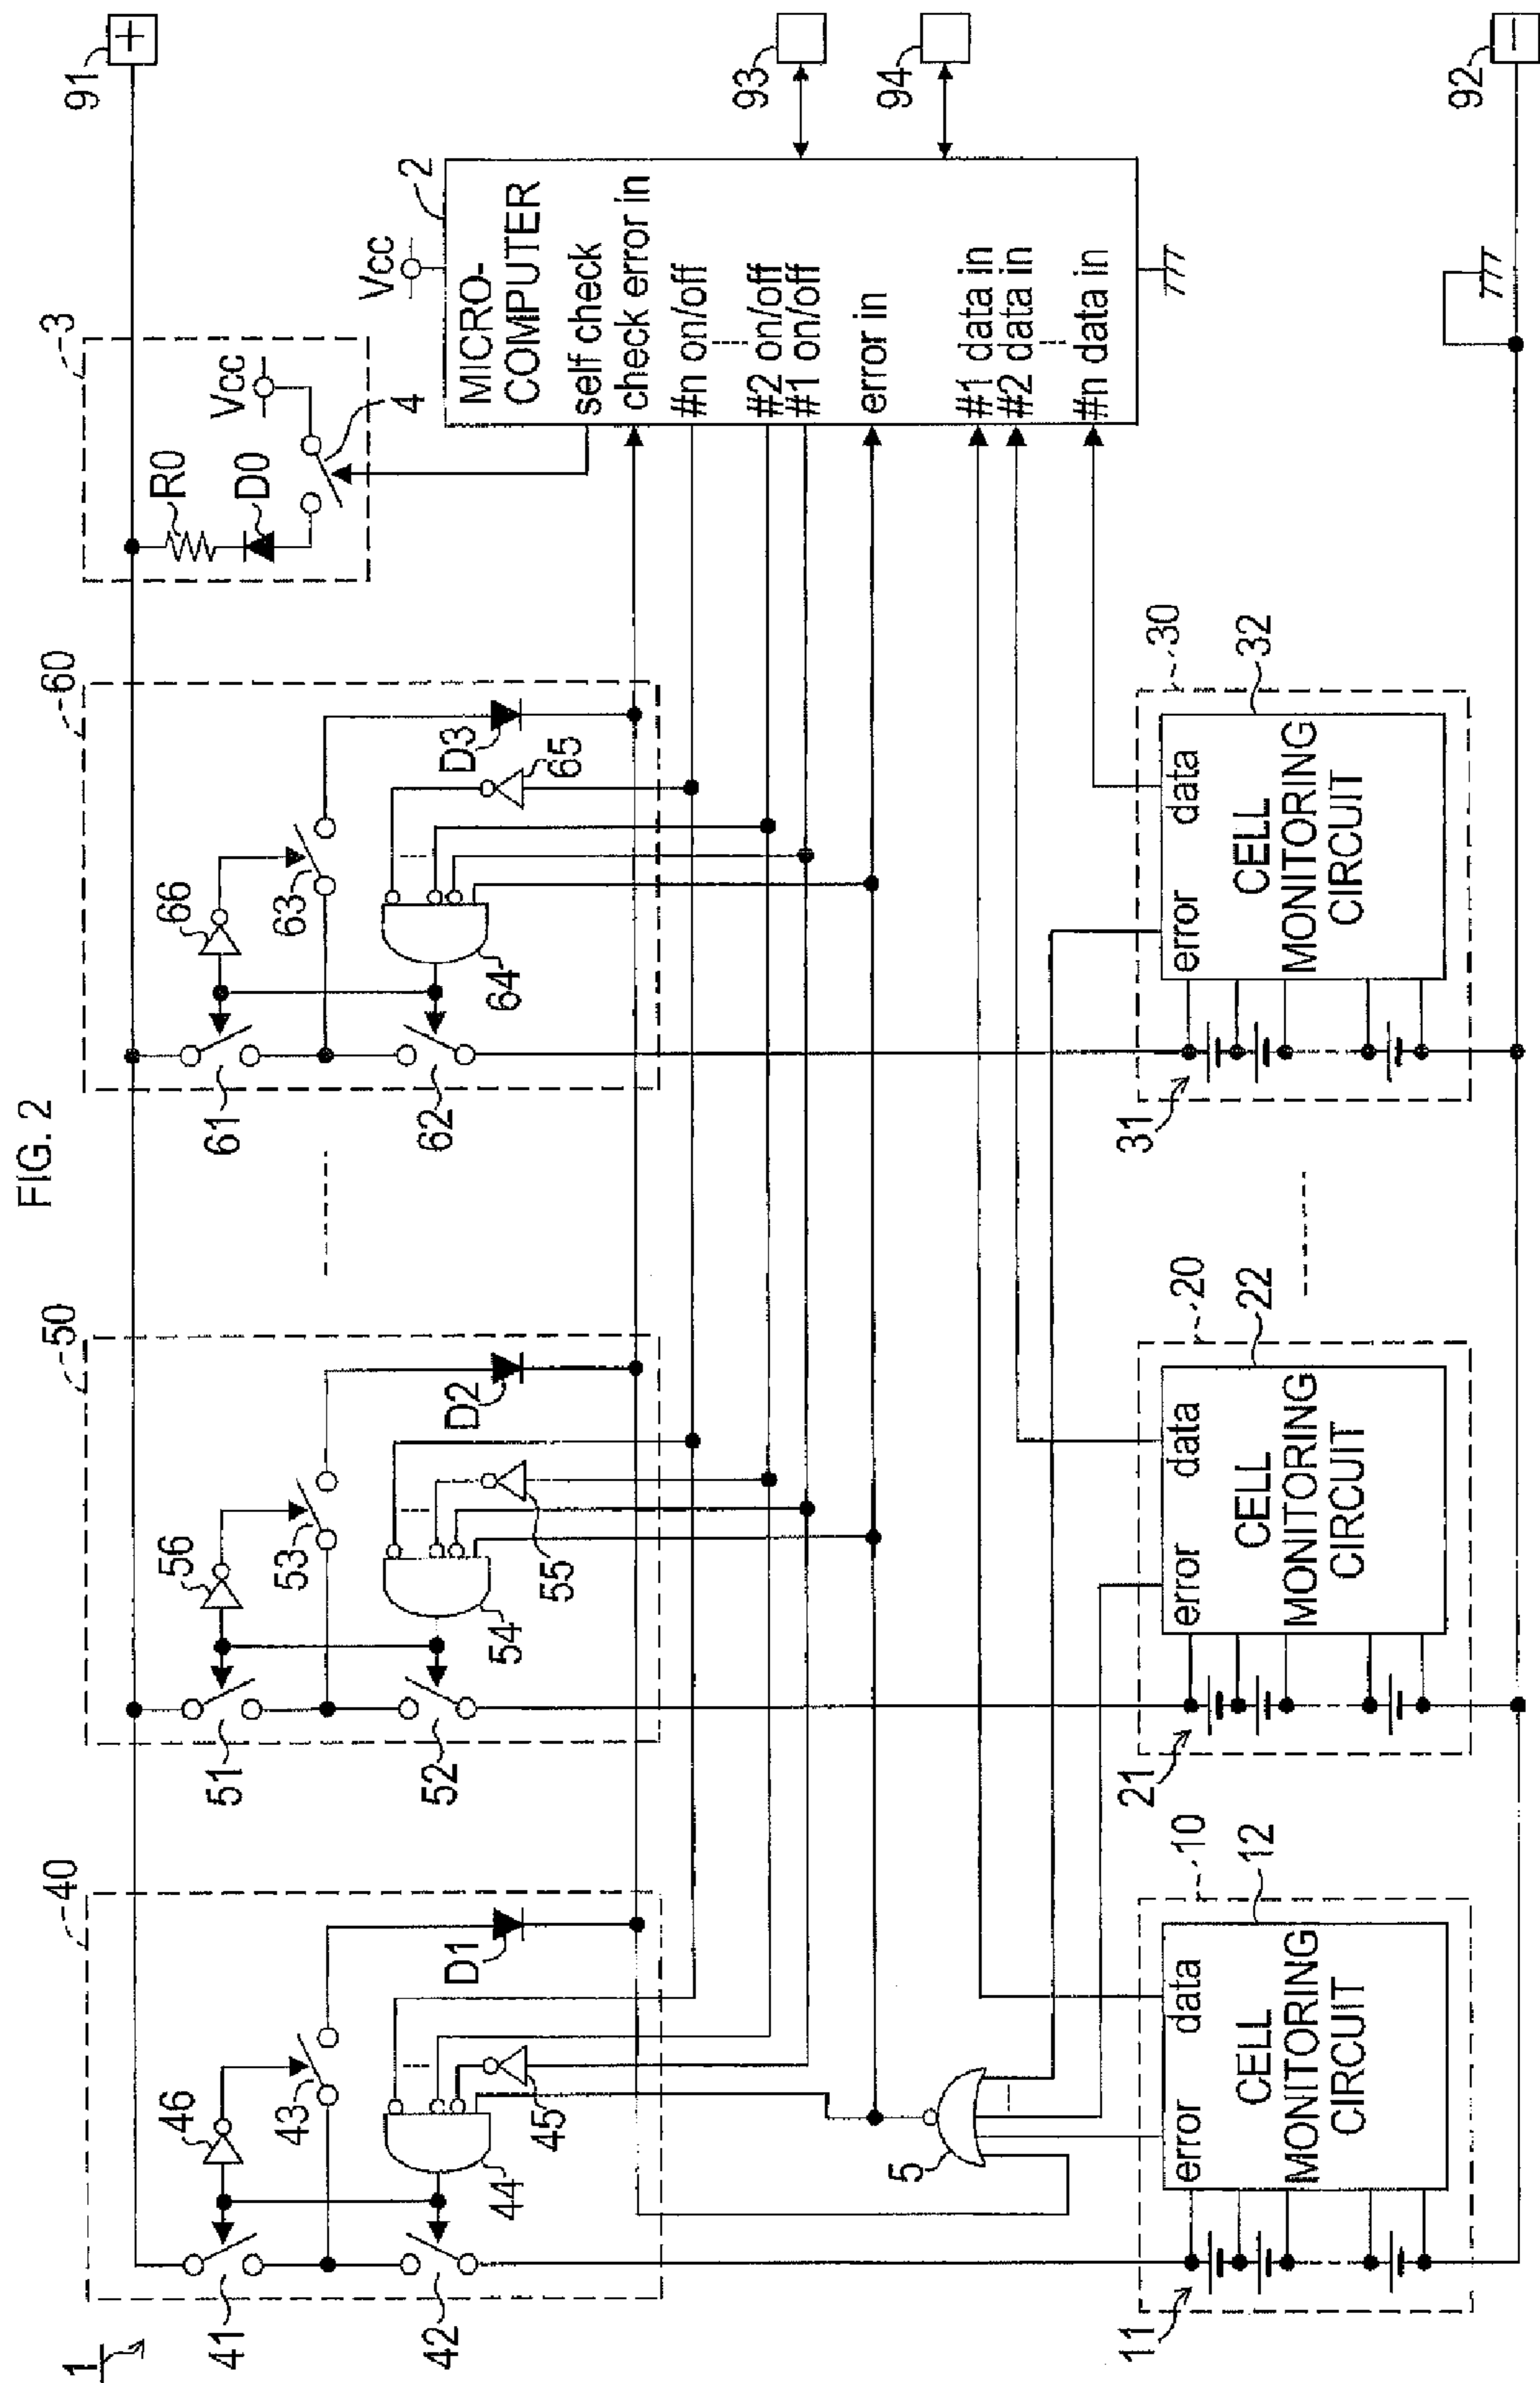 FIG. 2
1
91
+
3
Vcc
R0
D0
4
60
66
61
63
62
64
D3
65
50
56
51
53
52
54
D2
55
40
46
41
43
42
44
D1
45
5
Vcc
2
MICRO-
COMPUTER
self check
check error in
#n on/off
#2 on/off
#1 on/off
error in
#1 data in
#2 data in
#n data in
93
94
10
12
error
data
CELL
MONITORING
CIRCUIT
11
20
22
error
data
CELL
MONITORING
CIRCUIT
21
30
32
error
data
CELL
MONITORING
CIRCUIT
31
92
−